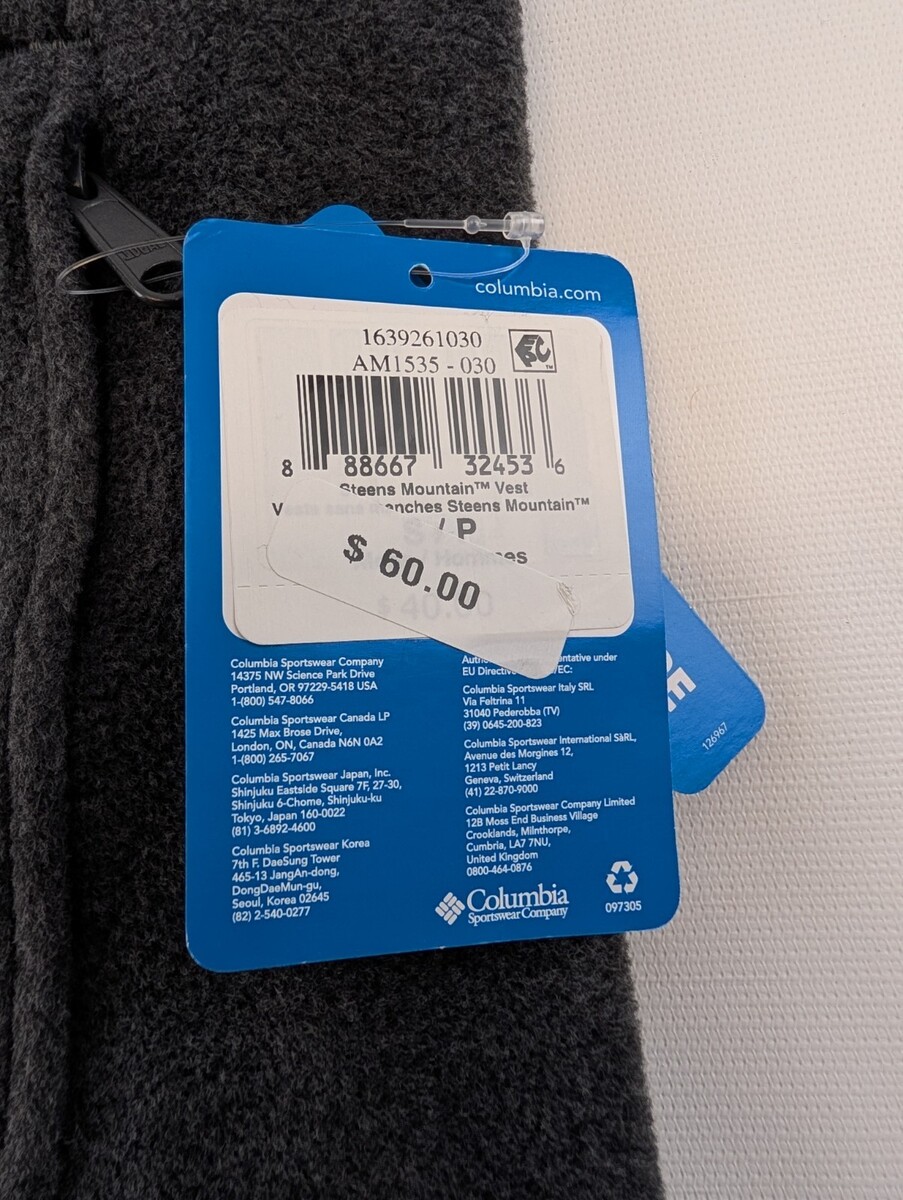 columbia.com
1639261030
AM1535 - 030
8 88667 32453 6
Steens Mountain™ Vest
V anches Steens Mountain™
S / P
Hommes
$ 60.00
$ 40.00
Columbia Sportswear Company
14375 NW Science Park Drive
Portland, OR 97229-5418 USA
1-(800) 547-8066
Columbia Sportswear Canada LP
1425 Max Brose Drive,
London, ON, Canada N6N 0A2
1-(800) 265-7067
Columbia Sportswear Japan, Inc.
Shinjuku Eastside Square 7F, 27-30,
Shinjuku 6-Chome, Shinjuku-ku
Tokyo, Japan 160-0022
(81) 3-6892-4600
Columbia Sportswear Korea
7th F. DaeSung Tower
465-13 JangAn-dong,
DongDaeMun-gu,
Seoul, Korea 02645
(82) 2-540-0277
under
EU /EC:
Columbia Sportswear Italy SRL
Via Feltrina 11
31040 Pederobba (TV)
(39) 0645-200-823
Columbia Sportswear International SàRL,
Avenue des Morgines 12,
1213 Petit Lancy
Geneva, Switzerland
(41) 22-870-9000
Columbia Sportswear Company Limited
12B Moss End Business Village
Crooklands, Milnthorpe,
Cumbria, LA7 7NU,
United Kingdom
0800-464-0876
Columbia
Sportswear Company
097305
126967